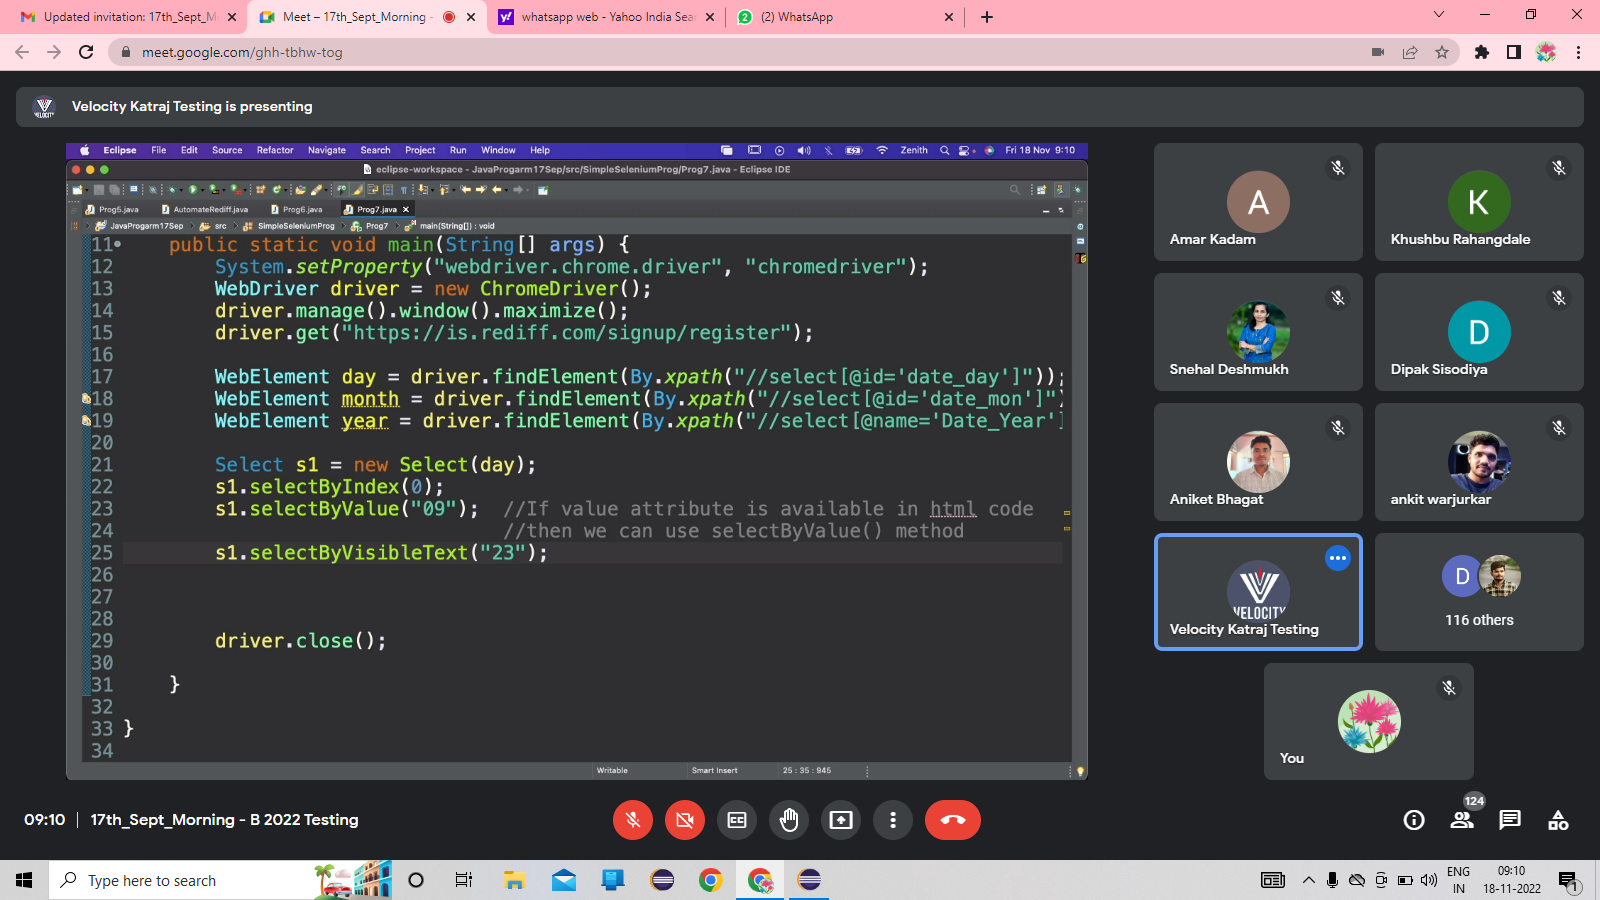 Updated invitation: 17th_Sept_M
Meet – 17th_Sept_Morning -
whatsapp web - Yahoo India Sea
(2) WhatsApp
meet.google.com/ghh-tbhw-tog
Velocity Katraj Testing is presenting
Eclipse File Edit Source Refactor Navigate Search Project Run Window Help Zenith Fri 18 Nov 9:10
eclipse-workspace - JavaProgarm17Sep/src/SimpleSeleniumProg/Prog7.java - Eclipse IDE
Prog5.java AutomateRediff.java Prog6.java Prog7.java
JavaProgarm17Sep src SimpleSeleniumProg Prog7 main(String[]) : void
11 public static void main(String[] args) {
12 System.setProperty("webdriver.chrome.driver", "chromedriver");
13 WebDriver driver = new ChromeDriver();
14 driver.manage().window().maximize();
15 driver.get("https://is.rediff.com/signup/register");
16
17 WebElement day = driver.findElement(By.xpath("//select[@id='date_day']"));
18 WebElement month = driver.findElement(By.xpath("//select[@id='date_mon']")
19 WebElement year = driver.findElement(By.xpath("//select[@name='Date_Year']
20
21 Select s1 = new Select(day);
22 s1.selectByIndex(0);
23 s1.selectByValue("09"); //If value attribute is available in html code
24 //then we can use selectByValue() method
25 s1.selectByVisibleText("23");
26
27
28
29 driver.close();
30
31 }
32
33 }
34
Writable Smart Insert 25 : 35 : 945
A
Amar Kadam
K
Khushbu Rahangdale
Snehal Deshmukh
D
Dipak Sisodiya
Aniket Bhagat
ankit warjurkar
VELOCITY
Velocity Katraj Testing
D
116 others
You
09:10 | 17th_Sept_Morning - B 2022 Testing
124
Type here to search
ENG
IN
09:10
18-11-2022
1